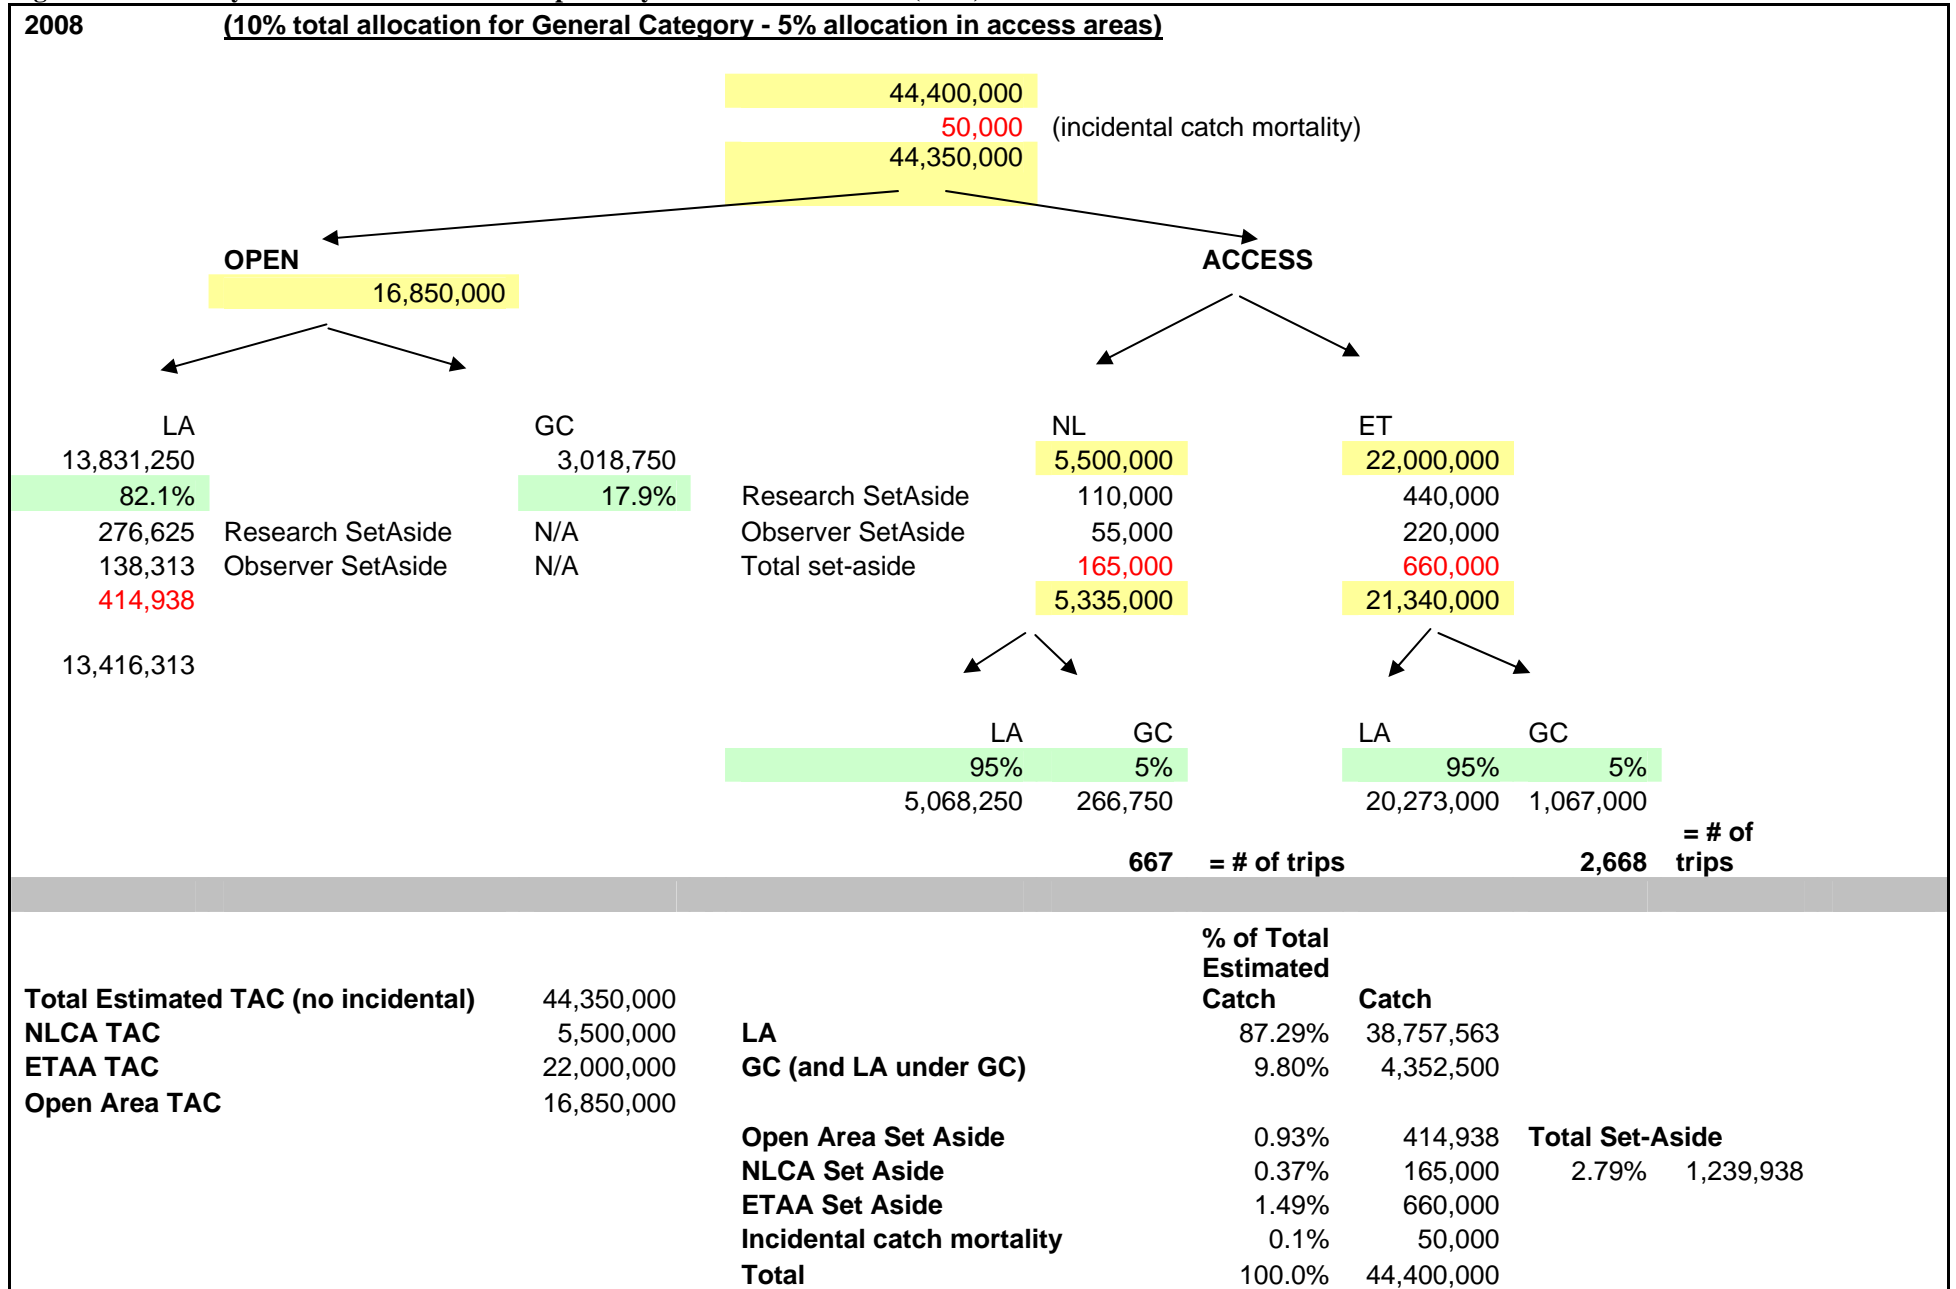 2008 (10% total allocation for General Category - 5% allocation in access areas)
44,400,000
50,000 (incidental catch mortality)
44,350,000
OPEN ACCESS
16,850,000
LA GC NL ET
13,831,250 3,018,750 5,500,000 22,000,000
82.1% 17.9% Research SetAside 110,000 440,000
276,625 Research SetAside N/A Observer SetAside 55,000 220,000
138,313 Observer SetAside N/A Total set-aside 165,000 660,000
414,938 5,335,000 21,340,000
13,416,313
LA GC LA GC
95% 5% 95% 5%
5,068,250 266,750 20,273,000 1,067,000
= # of
667 = # of trips 2,668 trips
% of Total
Estimated
Total Estimated TAC (no incidental) 44,350,000 Catch Catch
NLCA TAC 5,500,000 LA 87.29% 38,757,563
ETAA TAC 22,000,000 GC (and LA under GC) 9.80% 4,352,500
Open Area TAC 16,850,000
Open Area Set Aside 0.93% 414,938 Total Set-Aside
NLCA Set Aside 0.37% 165,000 2.79% 1,239,938
ETAA Set Aside 1.49% 660,000
Incidental catch mortality 0.1% 50,000
Total 100.0% 44,400,000